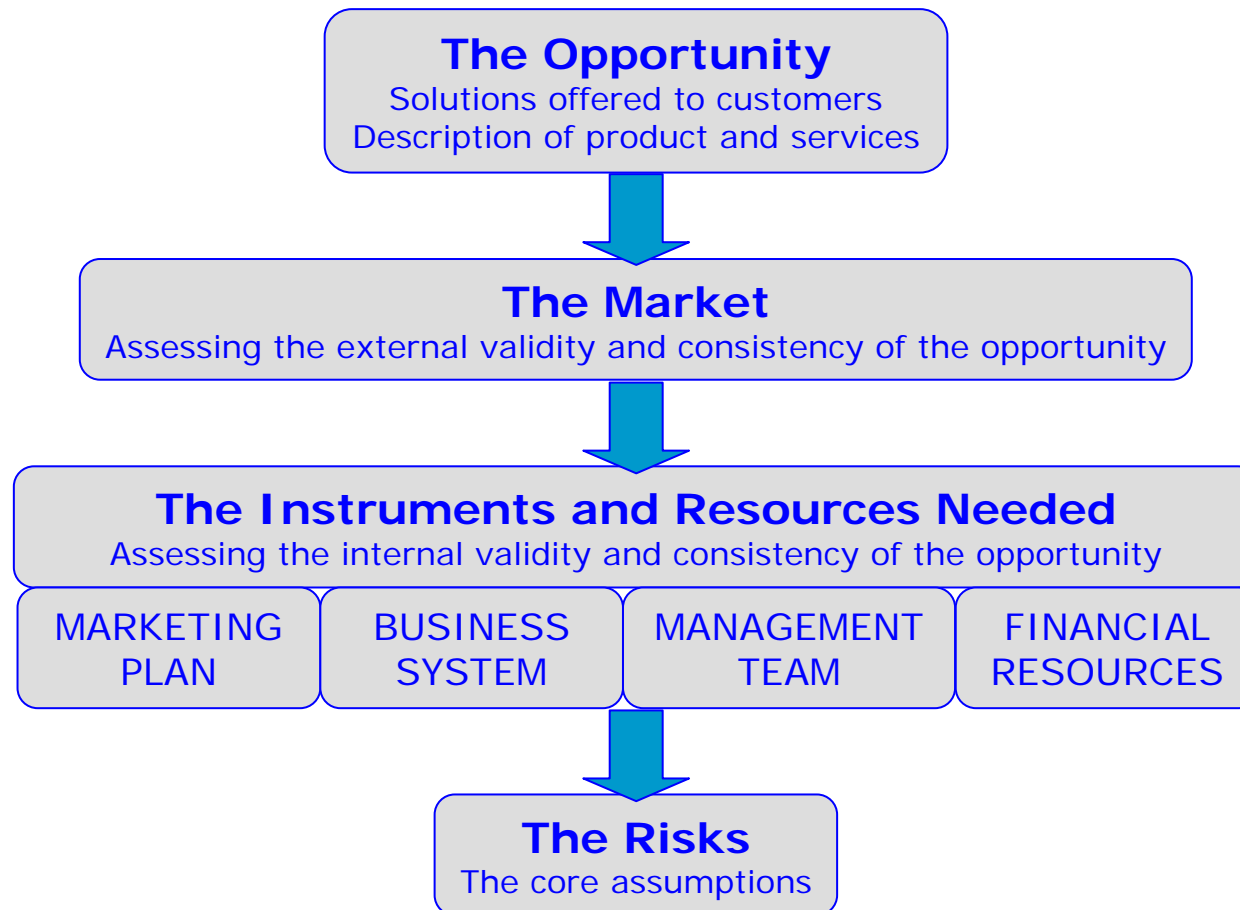 The Opportunity
Solutions offered to customers
Description of product and services
The Market
Assessing the external validity and consistency of the opportunity
The Instruments and Resources Needed
Assessing the internal validity and consistency of the opportunity
MARKETING
PLAN
BUSINESS
SYSTEM
MANAGEMENT
TEAM
FINANCIAL
RESOURCES
The Risks
The core assumptions